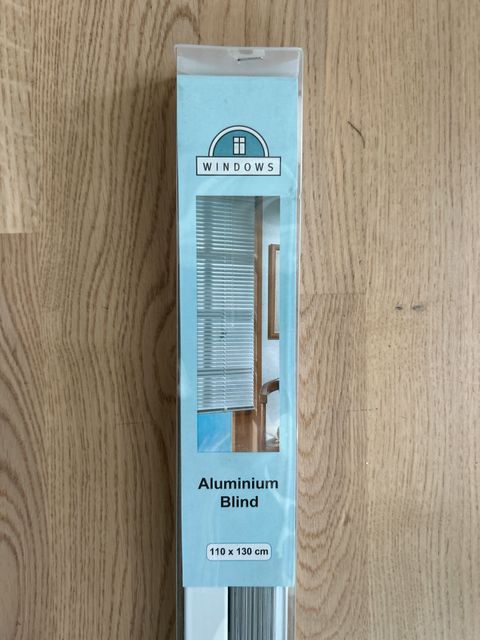 WINDOWS
Aluminium
Blind
110 x 130 cm